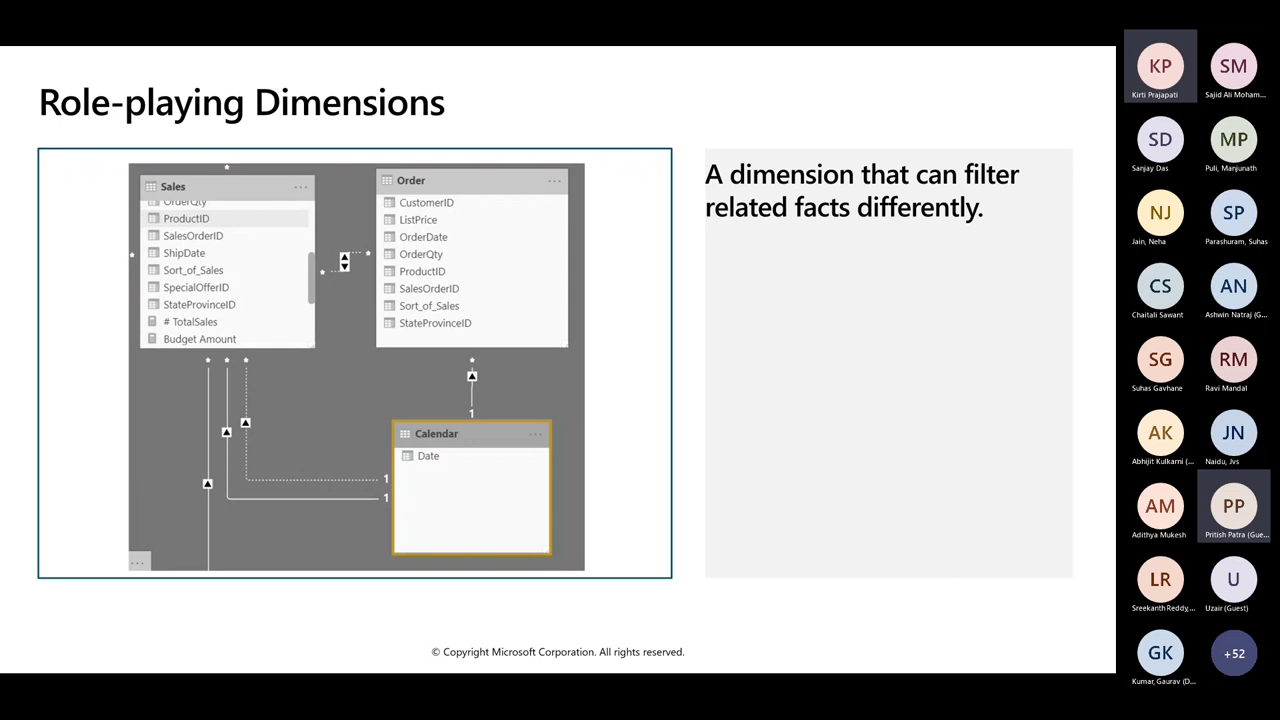 Role-playing Dimensions
Sales
...
OrderQty
ProductID
SalesOrderID
ShipDate
Sort_of_Sales
SpecialOfferID
StateProvinceID
# TotalSales
Budget Amount
Order
...
CustomerID
ListPrice
OrderDate
OrderQty
ProductID
SalesOrderID
Sort_of_Sales
StateProvinceID
1
Calendar
...
Date
1
1
...
A dimension that can filter
related facts differently.
© Copyright Microsoft Corporation. All rights reserved.
KP
Kirti Prajapati
SM
Sajid Ali Moham...
SD
Sanjay Das
MP
Puli, Manjunath
NJ
Jain, Neha
SP
Parashuram, Suhas
CS
Chaitali Sawant
AN
Ashwin Natraj (G...
SG
Suhas Gavhane
RM
Ravi Mandal
AK
Abhijit Kulkarni (...
JN
Naidu, Jvs
AM
Adithya Mukesh
PP
Pritish Patra (Gue...
LR
Sreekanth Reddy,...
U
Uzair (Guest)
GK
Kumar, Gaurav (D...
+52